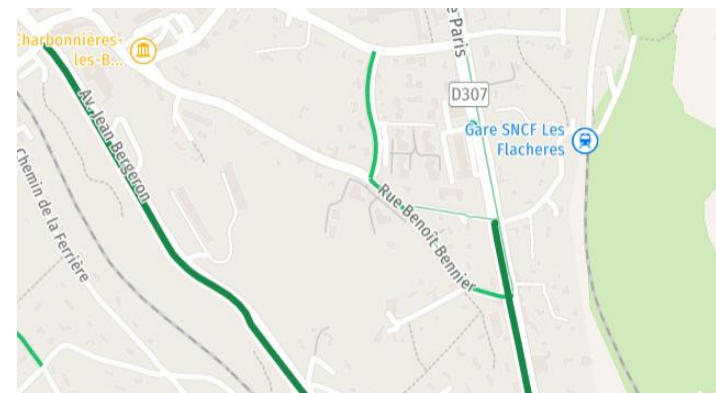 Charbonnières-
les-B...
e Paris
D307
Gare SNCF Les
Flacheres
Av. Jean Bergeron
Chemin de la Ferrière
Rue Benoît Bennier